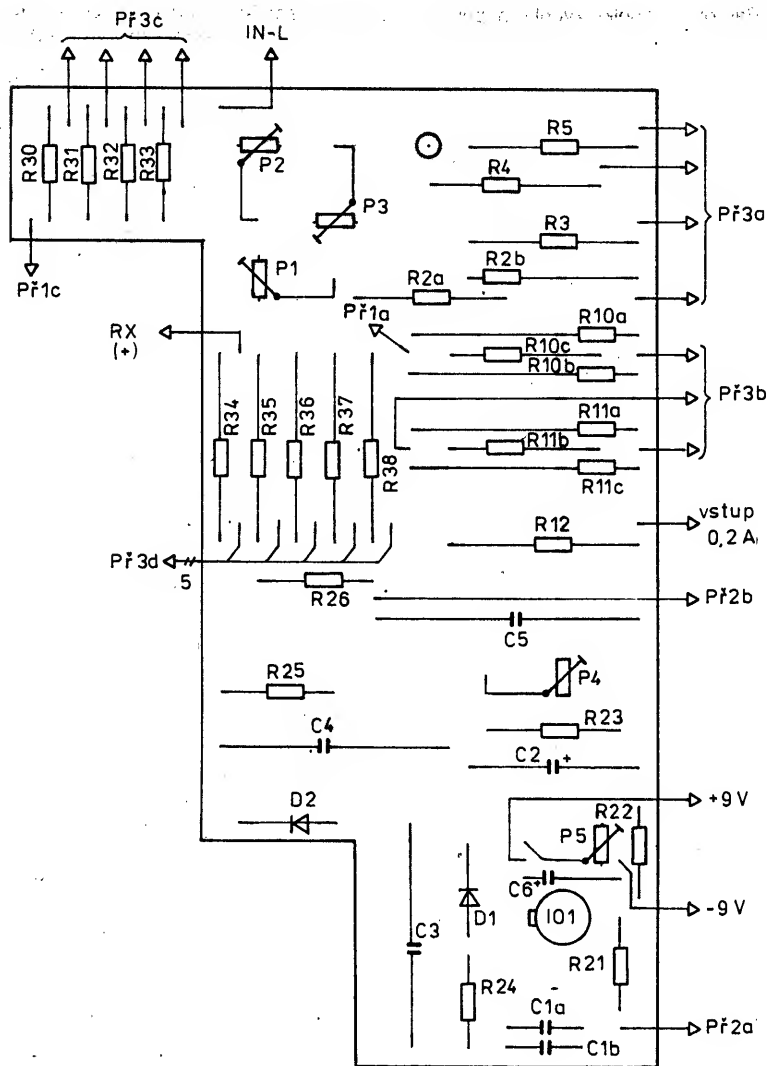 Př3c
IN-L
R30
R31
R32
R33
P2
P3
P1
R5
R4
R3
R2b
R2a
Př3a
Př1c
Př1a
RX
(+)
R10a
R10c
R10b
Př3b
R11a
R11b
R11c
R34
R35
R36
R37
R38
vstup
0,2 A
R12
Př3d
5
R26
Př2b
C5
R25
P4
C4
R23
C2 +
D2
+9V
R22
P5
C6 +
D1
IO1
-9V
C3
R21
R24
C1a
Př2a
C1b